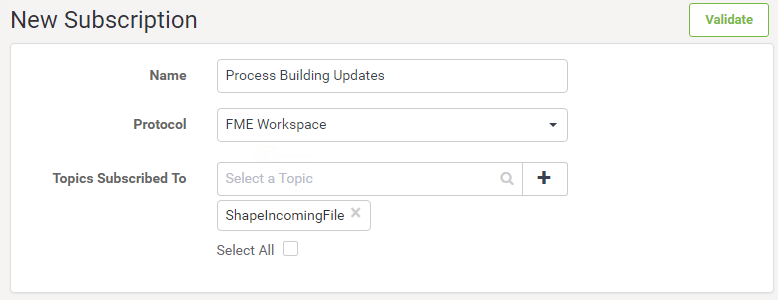 New Subscription
Validate
Name
Process Building Updates
Protocol
FME Workspace
Topics Subscribed To
Select a Topic
+
ShapeIncomingFile ×
Select All